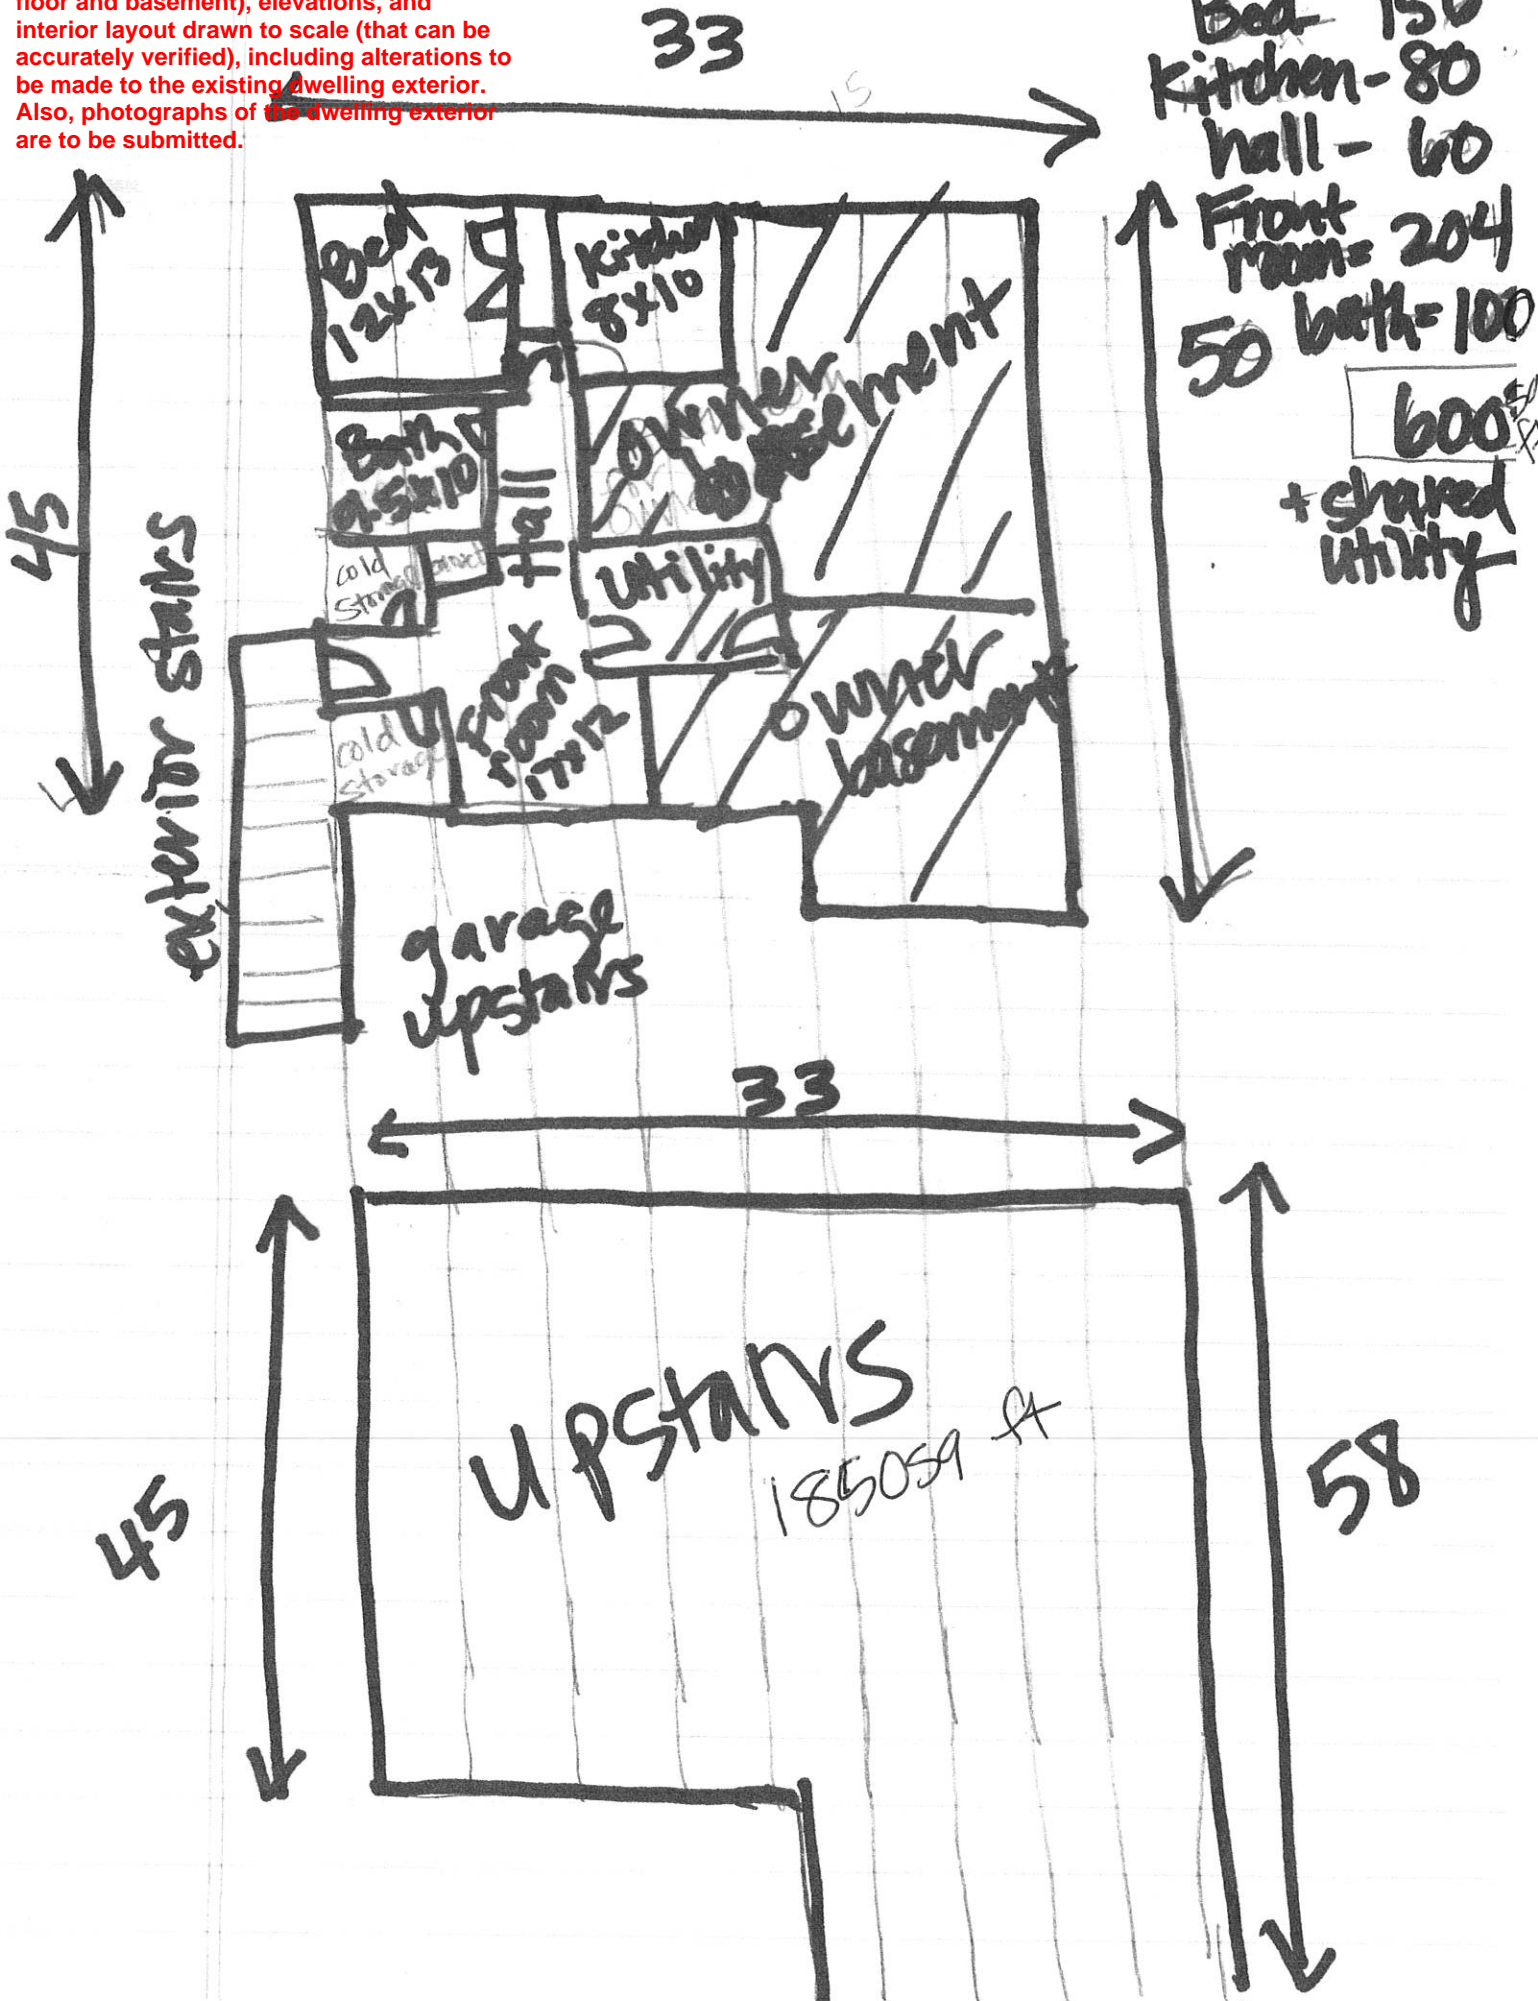 floor and basement), elevations, and
interior layout drawn to scale (that can be
accurately verified), including alterations to
be made to the existing dwelling exterior.
Also, photographs of the dwelling exterior
are to be submitted.
33
15
Bed - 156
Kitchen - 80
hall - 60
Front
room = 204
bath = 100
600 sq ft
+ shared
utility
45
50
exterior stairs
Bed
12x13
Kitchen
8x10
Owner
basement
Bath
9.5x10
Hall
cold
storage
Utility
Front
room
17x12
Owner
basement
cold
storage
garage
upstairs
33
45
58
upstairs
1850sq ft